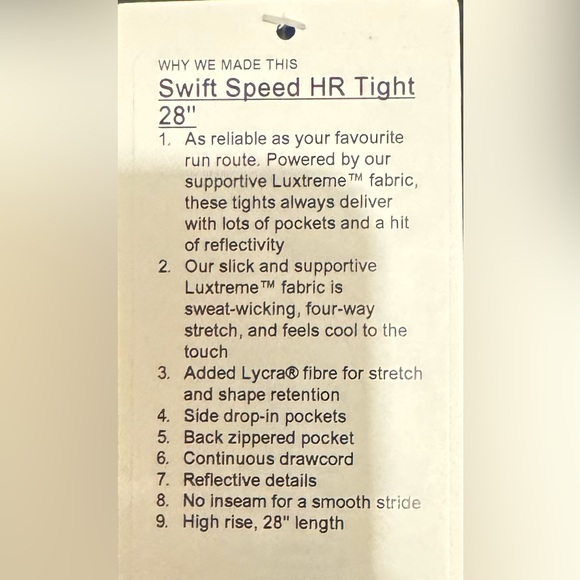 WHY WE MADE THIS
Swift Speed HR Tight
28"
1. As reliable as your favourite
run route. Powered by our
supportive Luxtreme™ fabric,
these tights always deliver
with lots of pockets and a hit
of reflectivity
2. Our slick and supportive
Luxtreme™ fabric is
sweat-wicking, four-way
stretch, and feels cool to the
touch
3. Added Lycra® fibre for stretch
and shape retention
4. Side drop-in pockets
5. Back zippered pocket
6. Continuous drawcord
7. Reflective details
8. No inseam for a smooth stride
9. High rise, 28" length